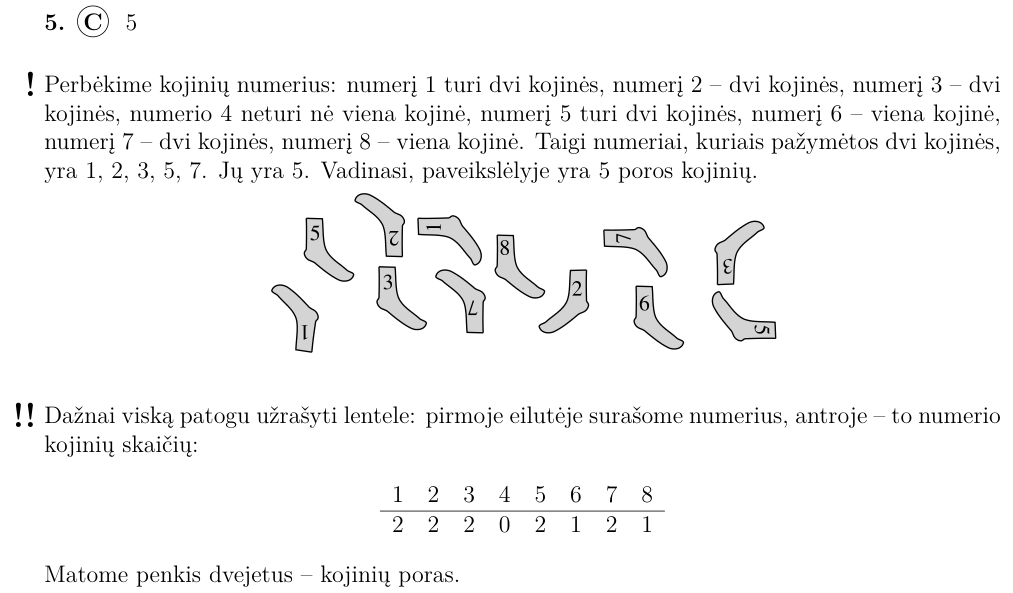 5. C 5
! Perbėkime kojinių numerius: numerį 1 turi dvi kojinės, numerį 2 – dvi kojinės, numerį 3 – dvi
kojinės, numerio 4 neturi nė viena kojinė, numerį 5 turi dvi kojinės, numerį 6 – viena kojinė,
numerį 7 – dvi kojinės, numerį 8 – viena kojinė. Taigi numeriai, kuriais pažymėtos dvi kojinės,
yra 1, 2, 3, 5, 7. Jų yra 5. Vadinasi, paveikslėlyje yra 5 poros kojinių.
5 2 1 8 7 3
1 3 7 2 6 5
!! Dažnai viską patogu užrašyti lentele: pirmoje eilutėje surašome numerius, antroje – to numerio
kojinių skaičių:
1 2 3 4 5 6 7 8
2 2 2 0 2 1 2 1
Matome penkis dvejetus – kojinių poras.